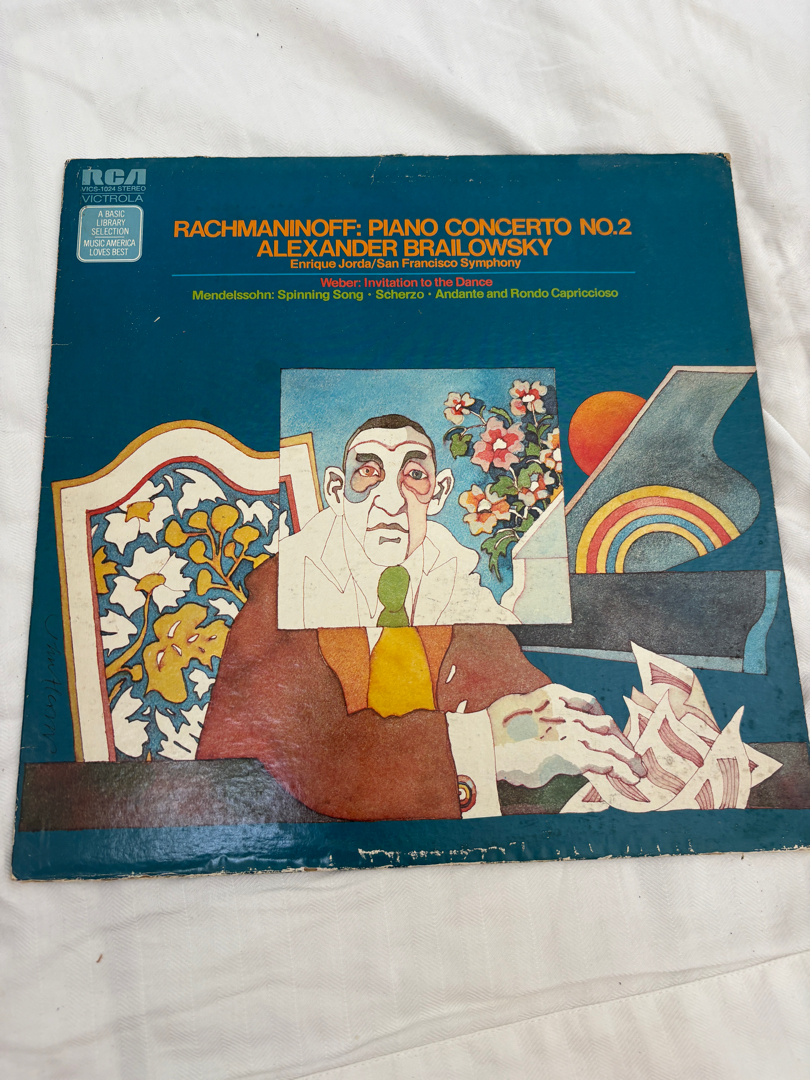 RCA
VICS-1024 STEREO
VICTROLA
A BASIC
LIBRARY
SELECTION
MUSIC AMERICA
LOVES BEST
RACHMANINOFF: PIANO CONCERTO NO.2
ALEXANDER BRAILOWSKY
Enrique Jorda/San Francisco Symphony
Weber: Invitation to the Dance
Mendelssohn: Spinning Song • Scherzo • Andante and Rondo Capriccioso